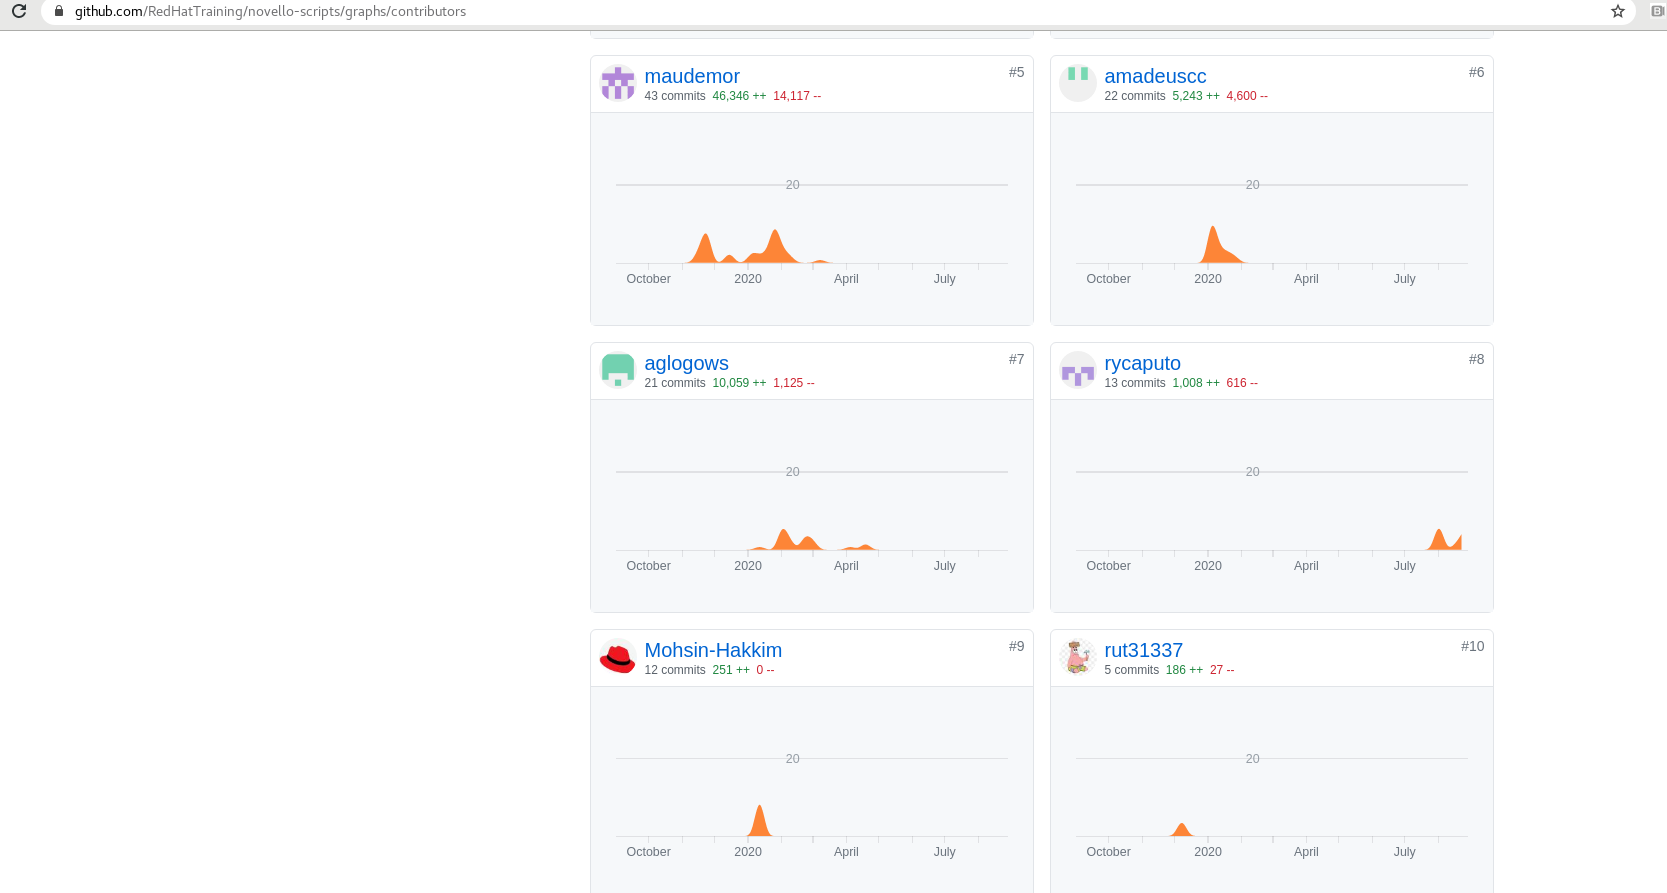 github.com/RedHatTraining/novello-scripts/graphs/contributors
maudemor #5
43 commits 46,346 ++ 14,117 --
20
October 2020 April July
amadeuscc #6
22 commits 5,243 ++ 4,600 --
20
October 2020 April July
aglogows #7
21 commits 10,059 ++ 1,125 --
20
October 2020 April July
rycaputo #8
13 commits 1,008 ++ 616 --
20
October 2020 April July
Mohsin-Hakkim #9
12 commits 251 ++ 0 --
20
October 2020 April July
rut31337 #10
5 commits 186 ++ 27 --
20
October 2020 April July